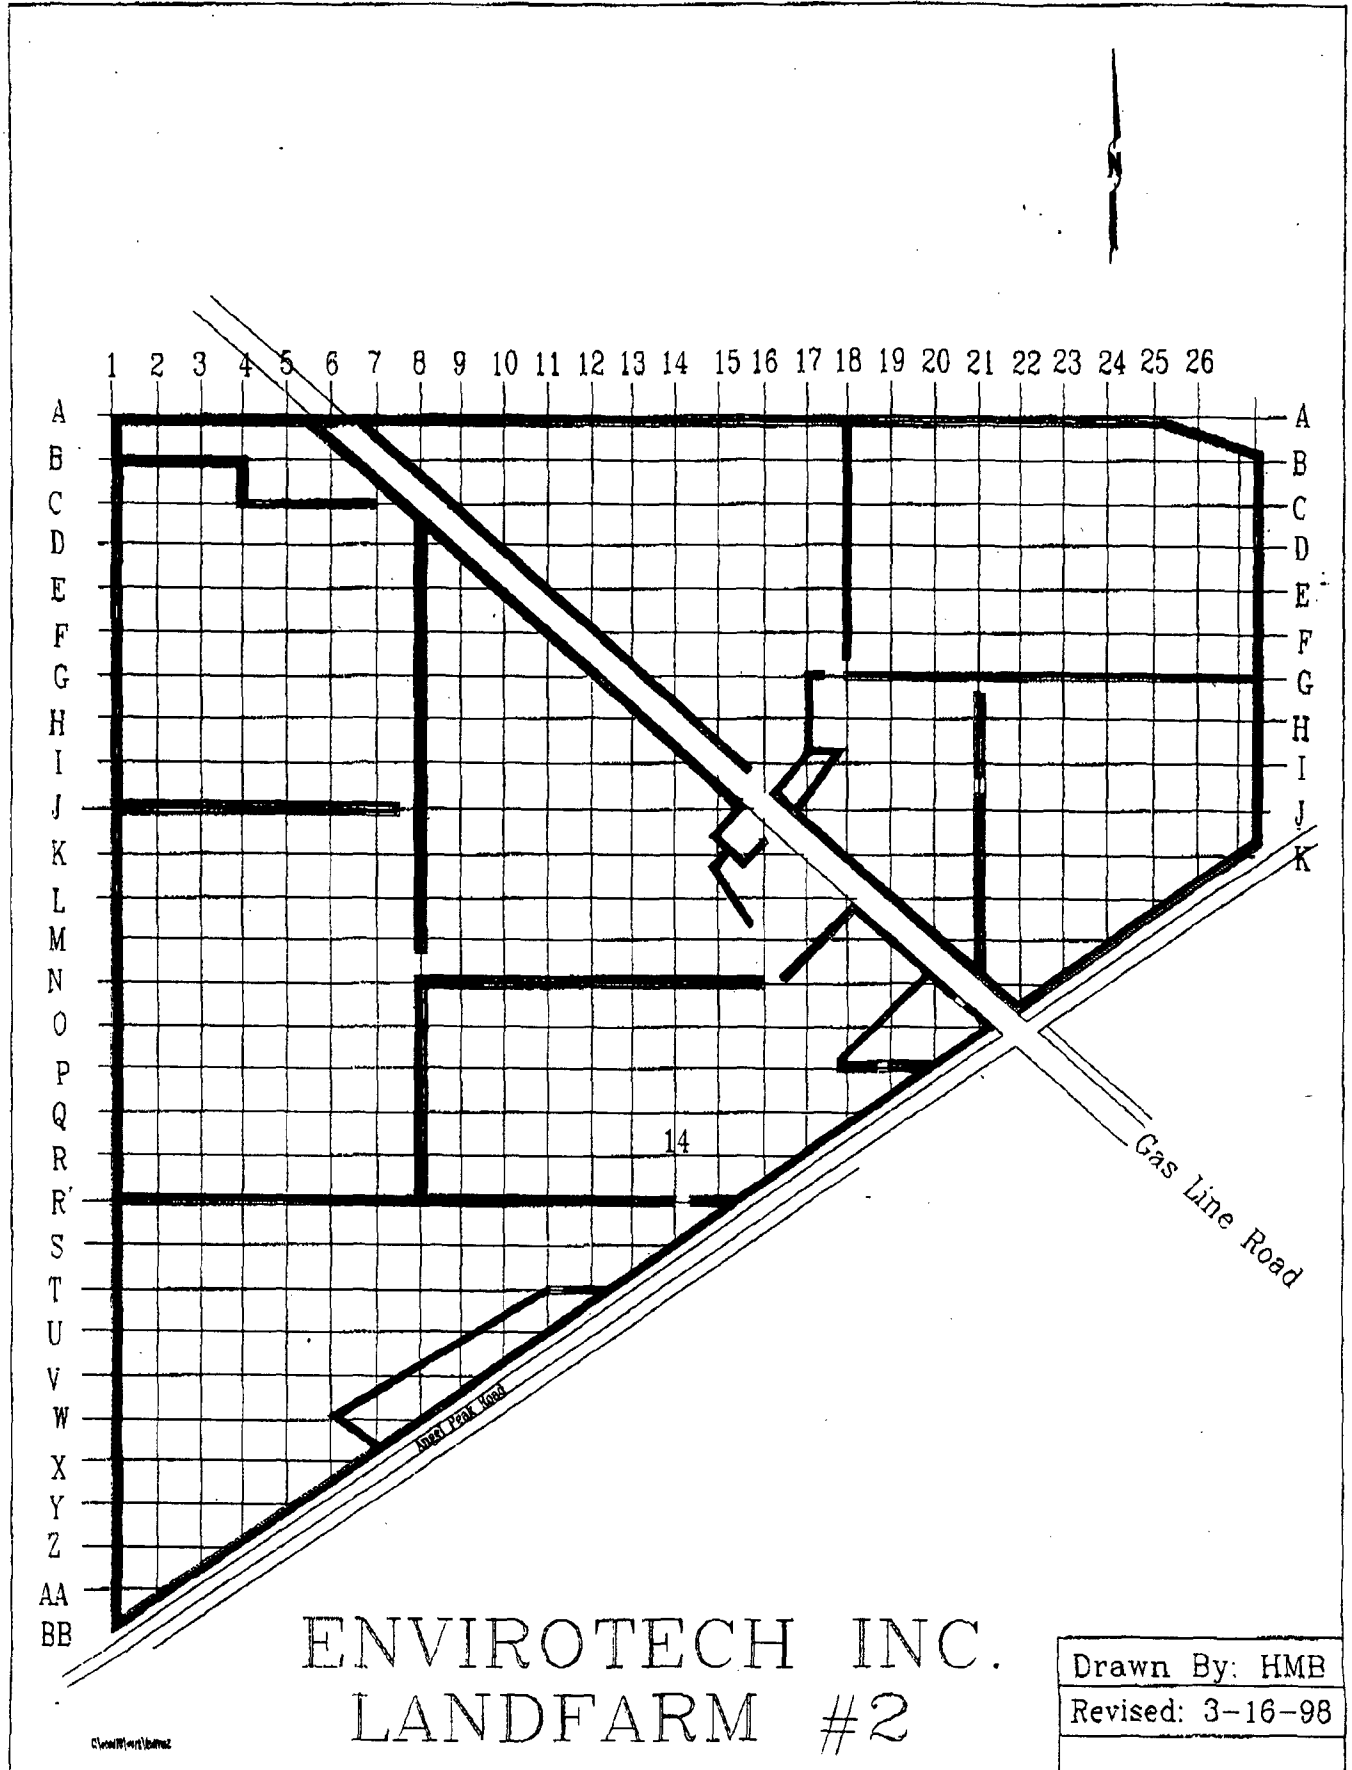 N
1 2 3 4 5 6 7 8 9 10 11 12 13 14 15 16 17 18 19 20 21 22 23 24 25 26
A A
B B
C C
D D
E E
F F
G G
H H
I I
J J
K K
L
M
N
O
P
Q
14
R
R'
S
T
U
V
W
X
Y
Z
AA
BB
Gas Line Road
Angel Peak Road
ENVIROTECH INC.
LANDFARM #2
Drawn By: HMB
Revised: 3-16-98